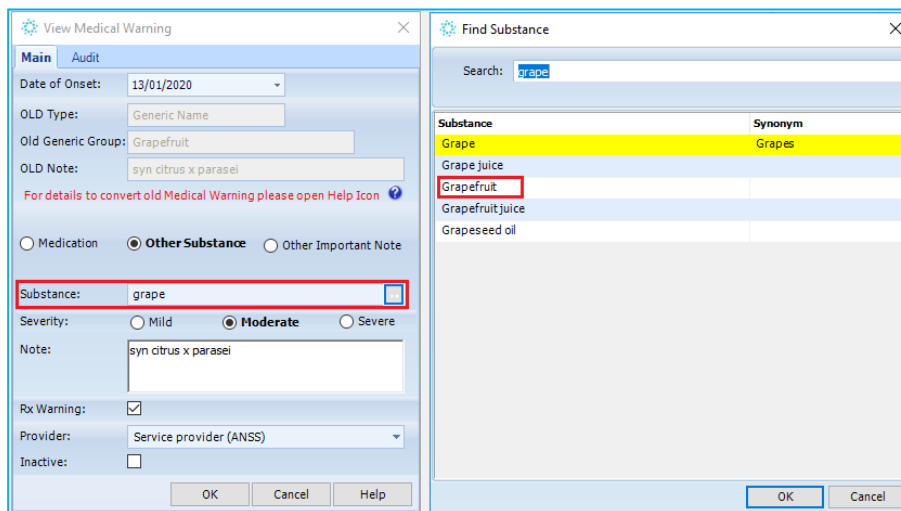 View Medical Warning
Main Audit
Date of Onset: 13/01/2020
OLD Type: Generic Name
Old Generic Group: Grapefruit
OLD Note: syn citrus x parasei
For details to convert old Medical Warning please open Help Icon ?
Medication Other Substance Other Important Note
Substance: grape
Severity: Mild Moderate Severe
Note: syn citrus x parasei
Rx Warning:
Provider: Service provider (ANSS)
Inactive:
OK Cancel Help
Find Substance
Search: grape
Substance Synonym
Grape Grapes
Grape juice
Grapefruit
Grapefruit juice
Grapeseed oil
OK Cancel